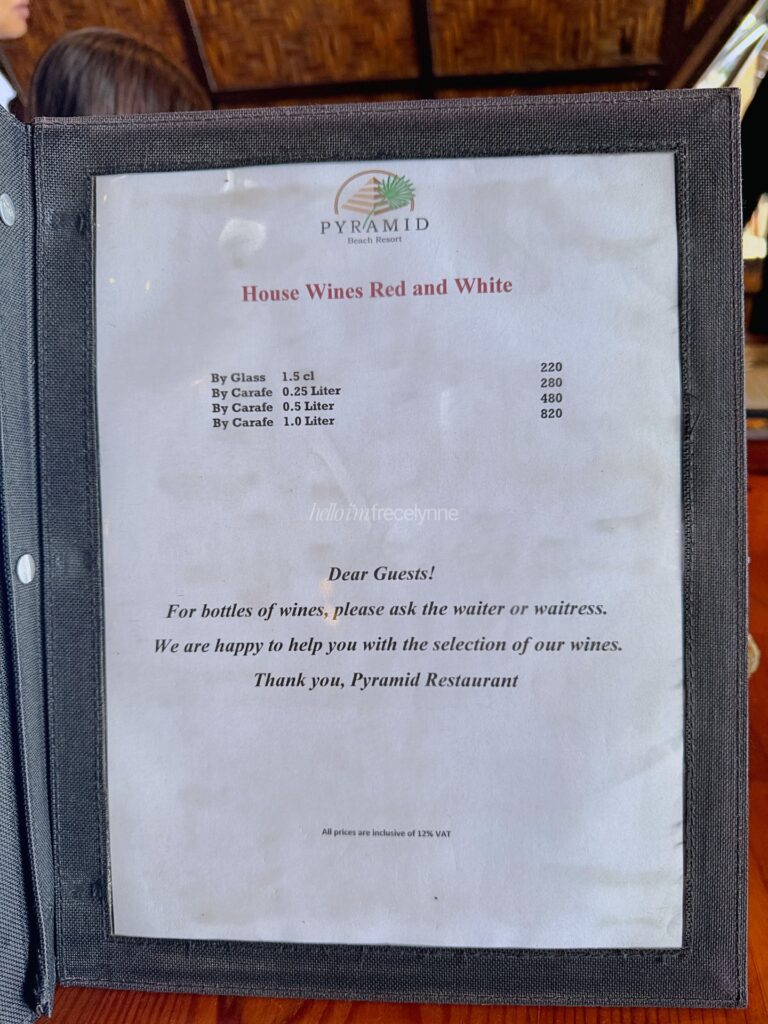 PYRAMID
Beach Resort
House Wines Red and White
By Glass 1.5 cl 220
By Carafe 0.25 Liter 280
By Carafe 0.5 Liter 480
By Carafe 1.0 Liter 820
hello i'm frecelynne
Dear Guests!
For bottles of wines, please ask the waiter or waitress.
We are happy to help you with the selection of our wines.
Thank you, Pyramid Restaurant
All prices are inclusive of 12% VAT